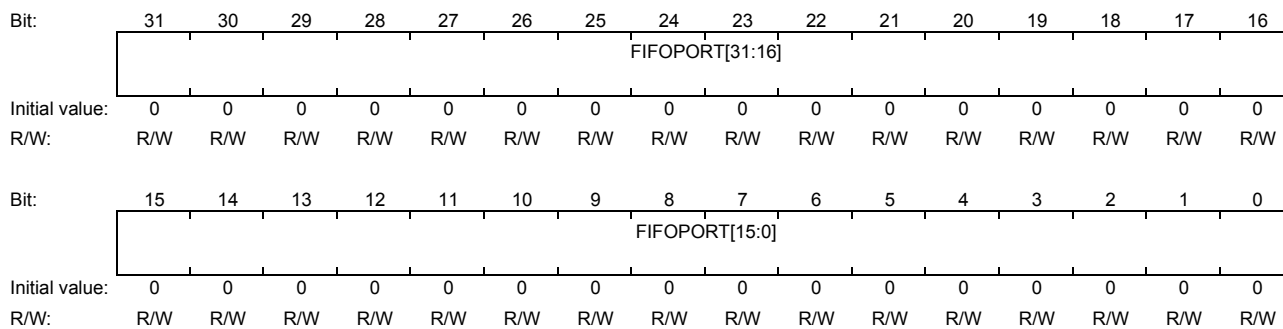 Bit: 31 30 29 28 27 26 25 24 23 22 21 20 19 18 17 16
FIFOPORT[31:16]
Initial value: 0 0 0 0 0 0 0 0 0 0 0 0 0 0 0 0
R/W: R/W R/W R/W R/W R/W R/W R/W R/W R/W R/W R/W R/W R/W R/W R/W R/W
Bit: 15 14 13 12 11 10 9 8 7 6 5 4 3 2 1 0
FIFOPORT[15:0]
Initial value: 0 0 0 0 0 0 0 0 0 0 0 0 0 0 0 0
R/W: R/W R/W R/W R/W R/W R/W R/W R/W R/W R/W R/W R/W R/W R/W R/W R/W